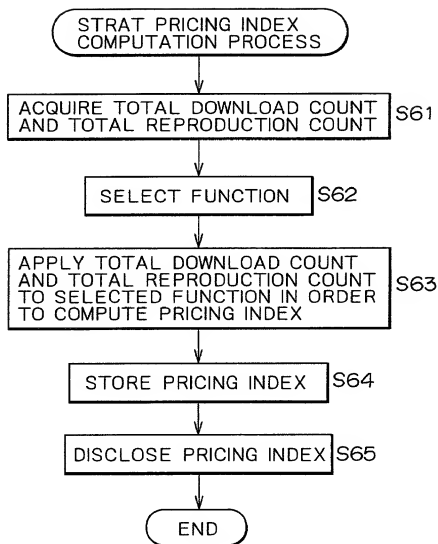 STRAT PRICING INDEX
COMPUTATION PROCESS
ACQUIRE TOTAL DOWNLOAD COUNT
AND TOTAL REPRODUCTION COUNT
S61
SELECT FUNCTION
S62
APPLY TOTAL DOWNLOAD COUNT
AND TOTAL REPRODUCTION COUNT
TO SELECTED FUNCTION IN ORDER
TO COMPUTE PRICING INDEX
S63
STORE PRICING INDEX
S64
DISCLOSE PRICING INDEX
S65
END